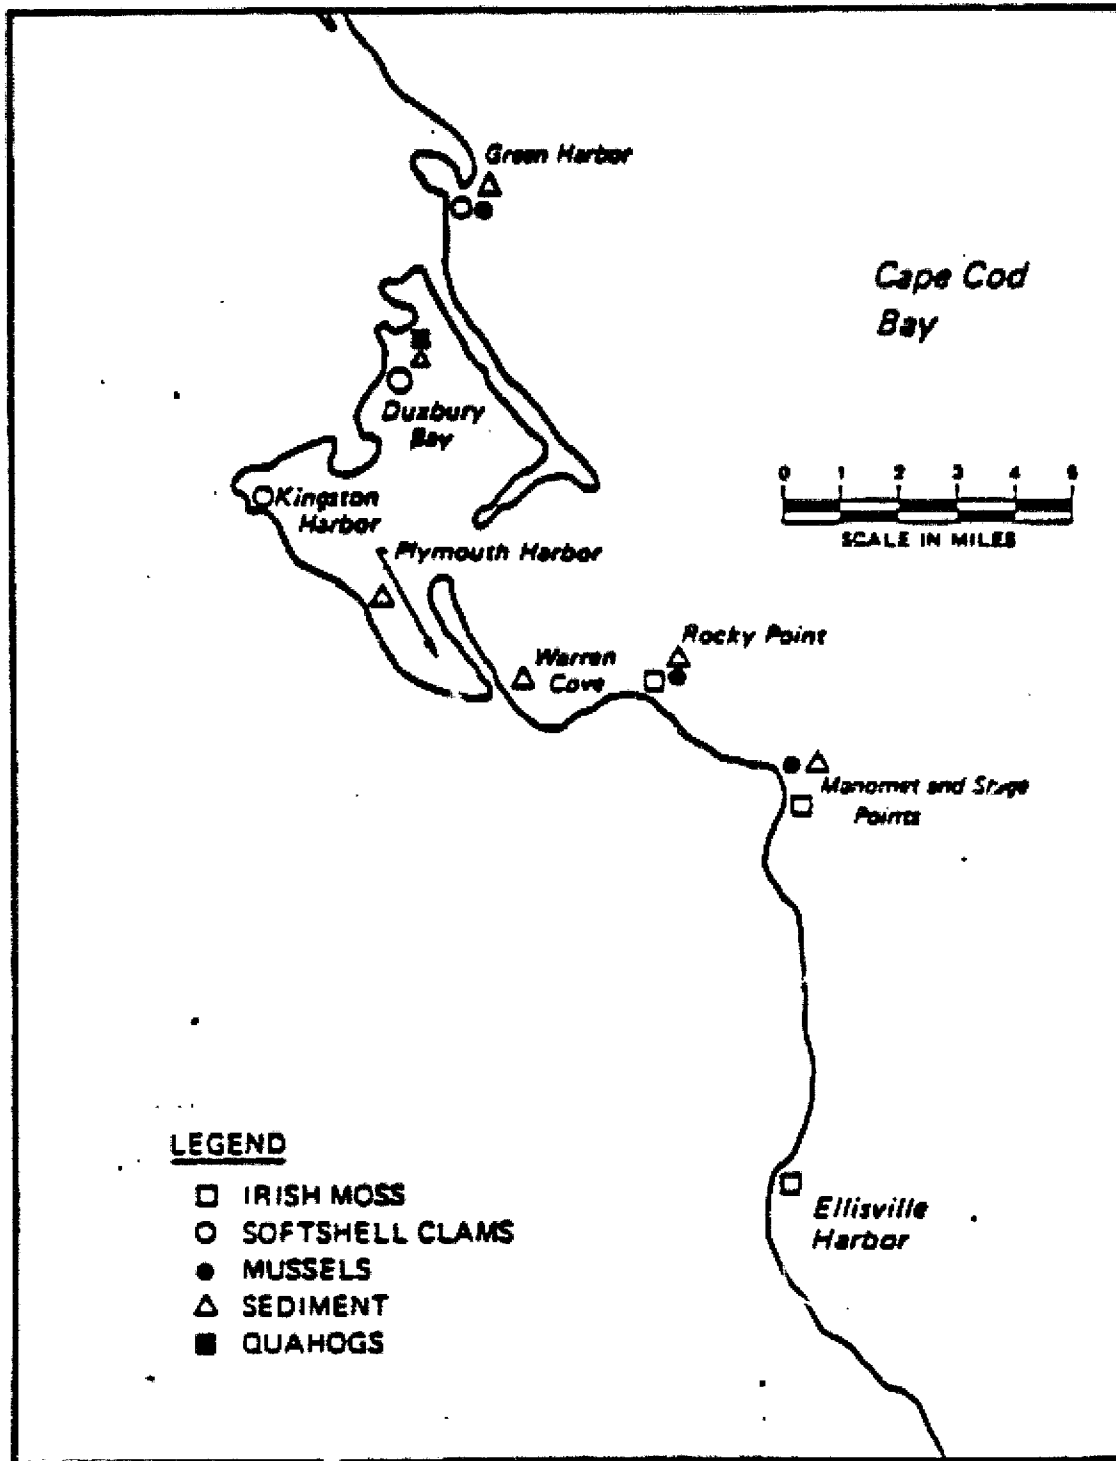 Green Harbor
Cape Cod
Bay
Duxbury
Bay
0 1 2 3 4 5
SCALE IN MILES
Kingston
Harbor
Plymouth Harbor
Rocky Point
Warren
Cove
Manomet and Stage
Points
Ellisville
Harbor
LEGEND
IRISH MOSS
SOFTSHELL CLAMS
MUSSELS
SEDIMENT
QUAHOGS